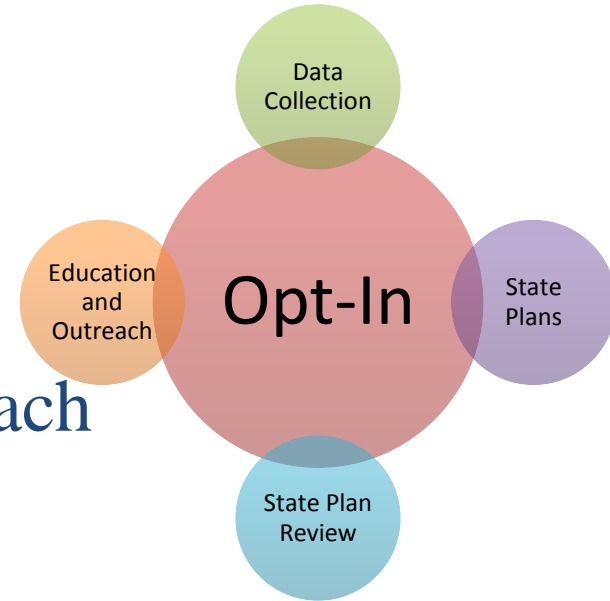 Data
Collection
Education
and
Outreach
Opt-In
State
Plans
ach
State Plan
Review